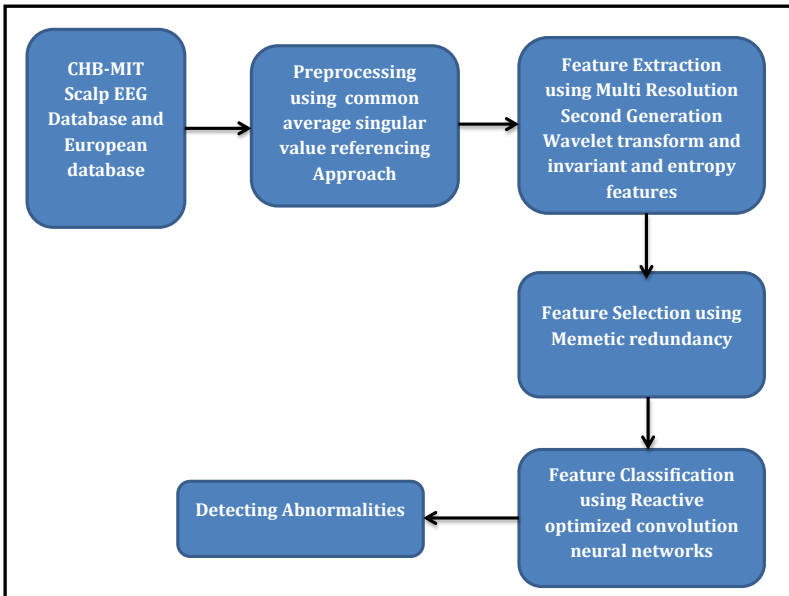 CHB-MIT
Scalp EEG
Database and
European
database
Preprocessing
using common
average singular
value referencing
Approach
Feature Extraction
using Multi Resolution
Second Generation
Wavelet transform and
invariant and entropy
features
Feature Selection using
Memetic redundancy
Feature Classification
using Reactive
optimized convolution
neural networks
Detecting Abnormalities